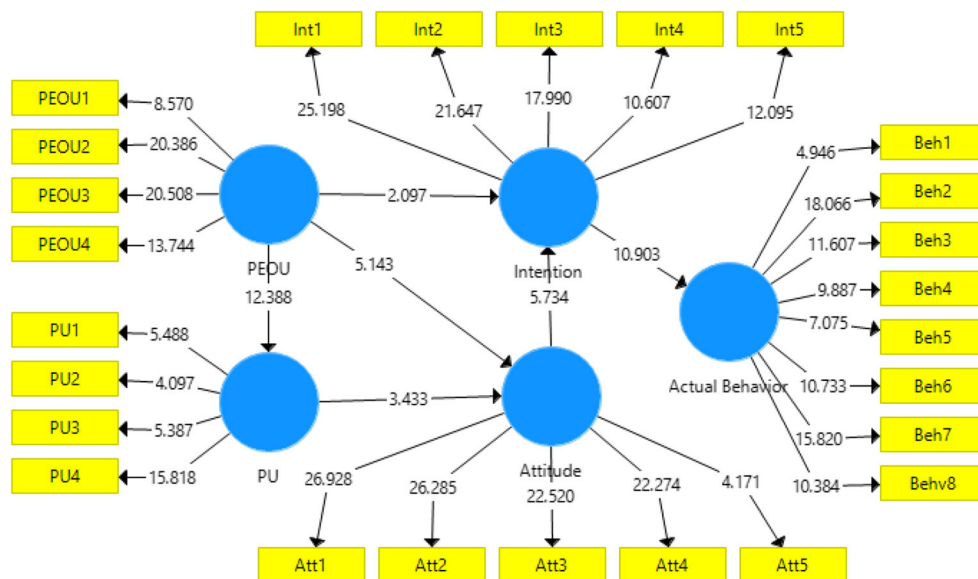 Int1
Int2
Int3
Int4
Int5
25.198
21.647
17.990
10.607
12.095
PEOU1
PEOU2
PEOU3
PEOU4
8.570
20.386
20.508
13.744
PEOU
2.097
5.143
12.388
Intention
10.903
5.734
4.946
18.066
11.607
9.887
7.075
10.733
15.820
10.384
Beh1
Beh2
Beh3
Beh4
Beh5
Beh6
Beh7
Behv8
Actual Behavior
PU1
PU2
PU3
PU4
5.488
4.097
5.387
15.818
PU
3.433
Attitude
26.928
26.285
22.520
22.274
4.171
Att1
Att2
Att3
Att4
Att5